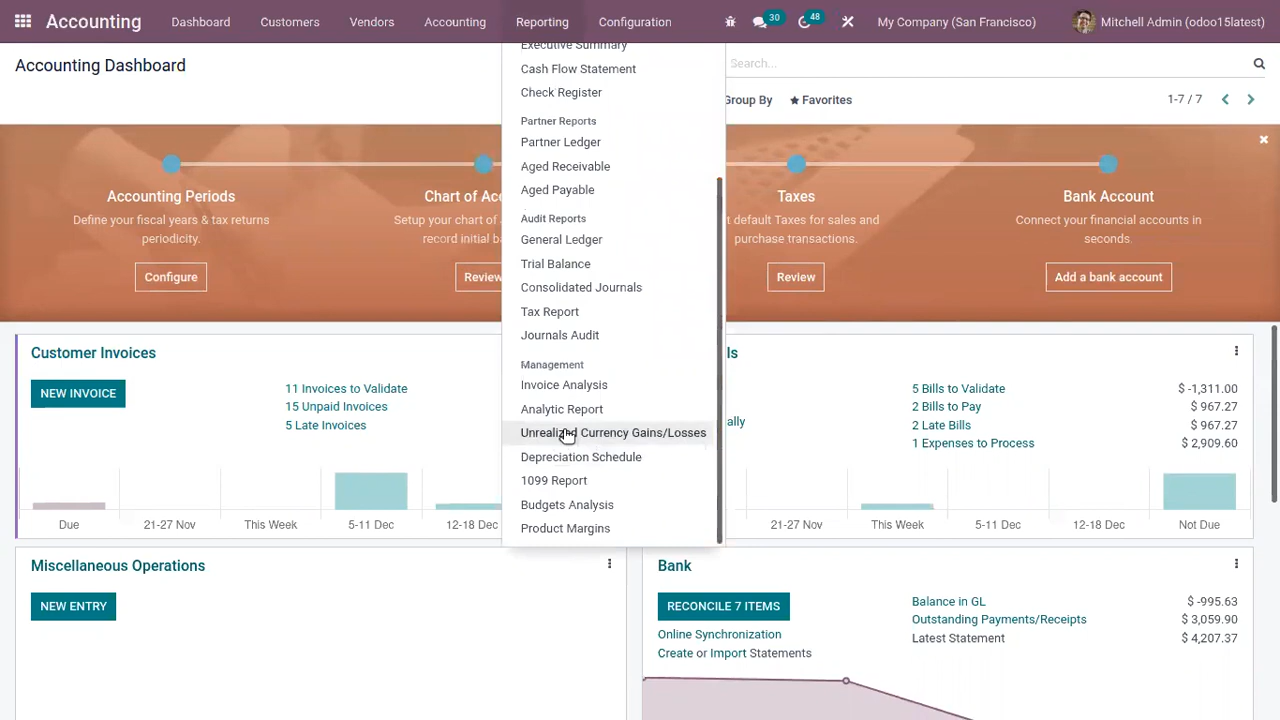 Accounting Dashboard Customers Vendors Accounting Reporting Configuration 30 48 My Company (San Francisco) Mitchell Admin (odoo15latest)
Accounting Dashboard
Search...
Group By Favorites 1-7 / 7
Executive Summary
Cash Flow Statement
Check Register
Partner Reports
Partner Ledger
Aged Receivable
Aged Payable
Audit Reports
General Ledger
Trial Balance
Consolidated Journals
Tax Report
Journals Audit
Management
Invoice Analysis
Analytic Report
Unrealized Currency Gains/Losses
Depreciation Schedule
1099 Report
Budgets Analysis
Product Margins
Accounting Periods
Define your fiscal years & tax returns
periodicity.
Configure
Chart of Acc
Setup your chart of
record initial b
Review
Taxes
t default Taxes for sales and
purchase transactions.
Review
Bank Account
Connect your financial accounts in
seconds.
Add a bank account
Customer Invoices
NEW INVOICE
11 Invoices to Validate
15 Unpaid Invoices
5 Late Invoices
Due 21-27 Nov This Week 5-11 Dec 12-18 Dec
ls
ally
5 Bills to Validate $ -1,311.00
2 Bills to Pay $ 967.27
2 Late Bills $ 967.27
1 Expenses to Process $ 2,909.60
21-27 Nov This Week 5-11 Dec 12-18 Dec Not Due
Miscellaneous Operations
NEW ENTRY
Bank
RECONCILE 7 ITEMS
Online Synchronization
Create or Import Statements
Balance in GL $ -995.63
Outstanding Payments/Receipts $ 3,059.90
Latest Statement $ 4,207.37